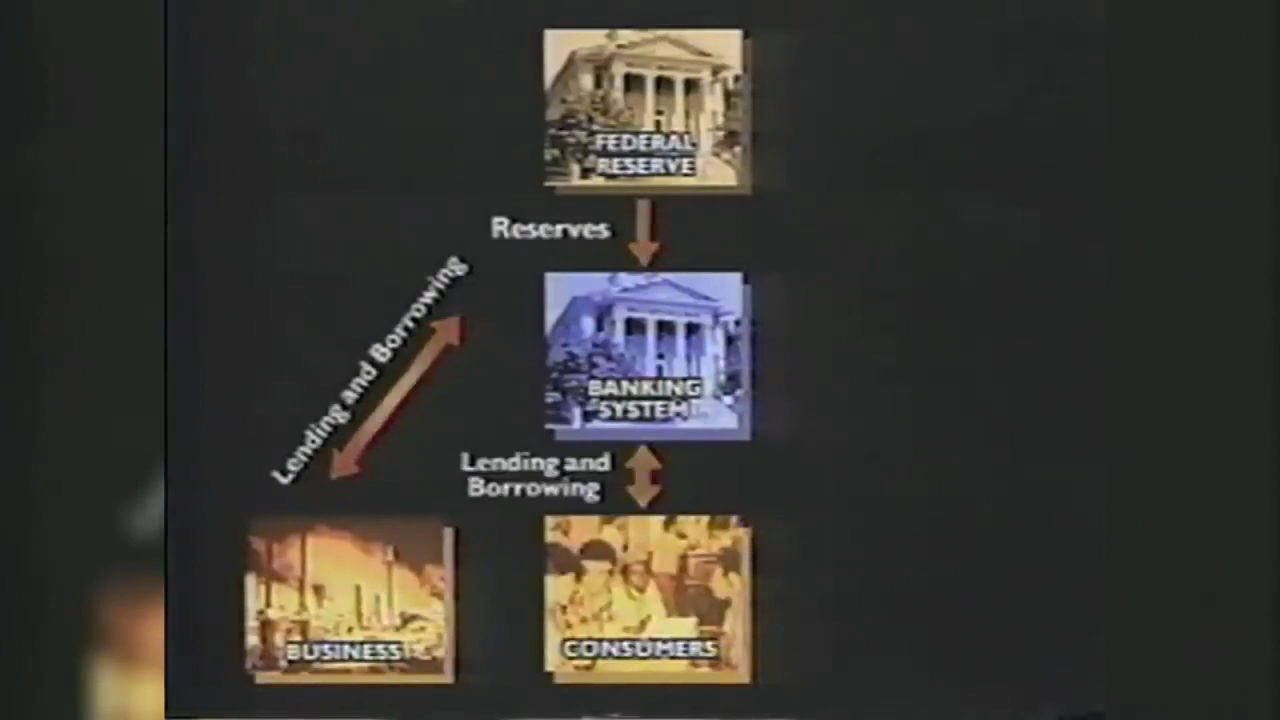 FEDERAL
RESERVE
Reserves
Lending and Borrowing
BANKING
SYSTEM
Lending and
Borrowing
BUSINESS
CONSUMERS